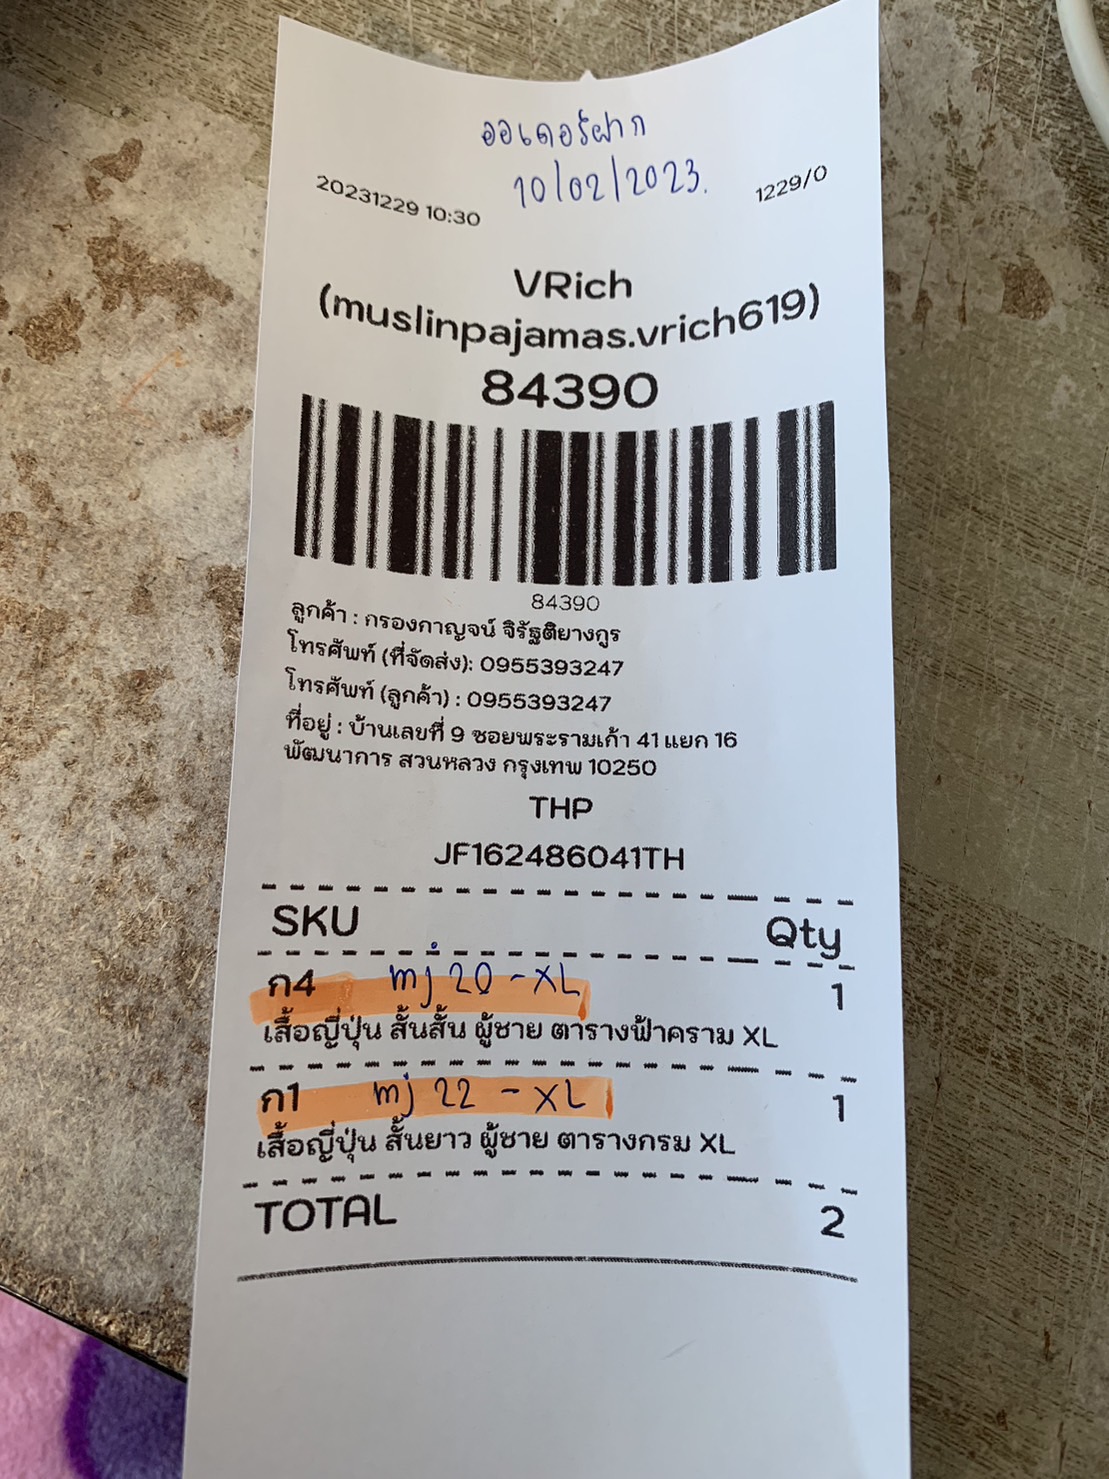 ออเดอร์ฝาก
10/02/2023.
20231229 10:30
1229/0
VRich
(muslinpajamas.vrich619)
84390
84390
ลูกค้า : กรองกาญจน์ จิรัฐติยางกูร
โทรศัพท์ (ที่จัดส่ง): 0955393247
โทรศัพท์ (ลูกค้า) : 0955393247
ที่อยู่ : บ้านเลขที่ 9 ซอยพระรามเก้า 41 แยก 16
พัฒนาการ สวนหลวง กรุงเทพ 10250
THP
JF162486041TH
SKU Qty
ก4 mj 20 - XL 1
เสื้อญี่ปุ่น สั้นสั้น ผู้ชาย ตารางฟ้าคราม XL
ก1 mj 22 - XL 1
เสื้อญี่ปุ่น สั้นยาว ผู้ชาย ตารางกรม XL
TOTAL 2